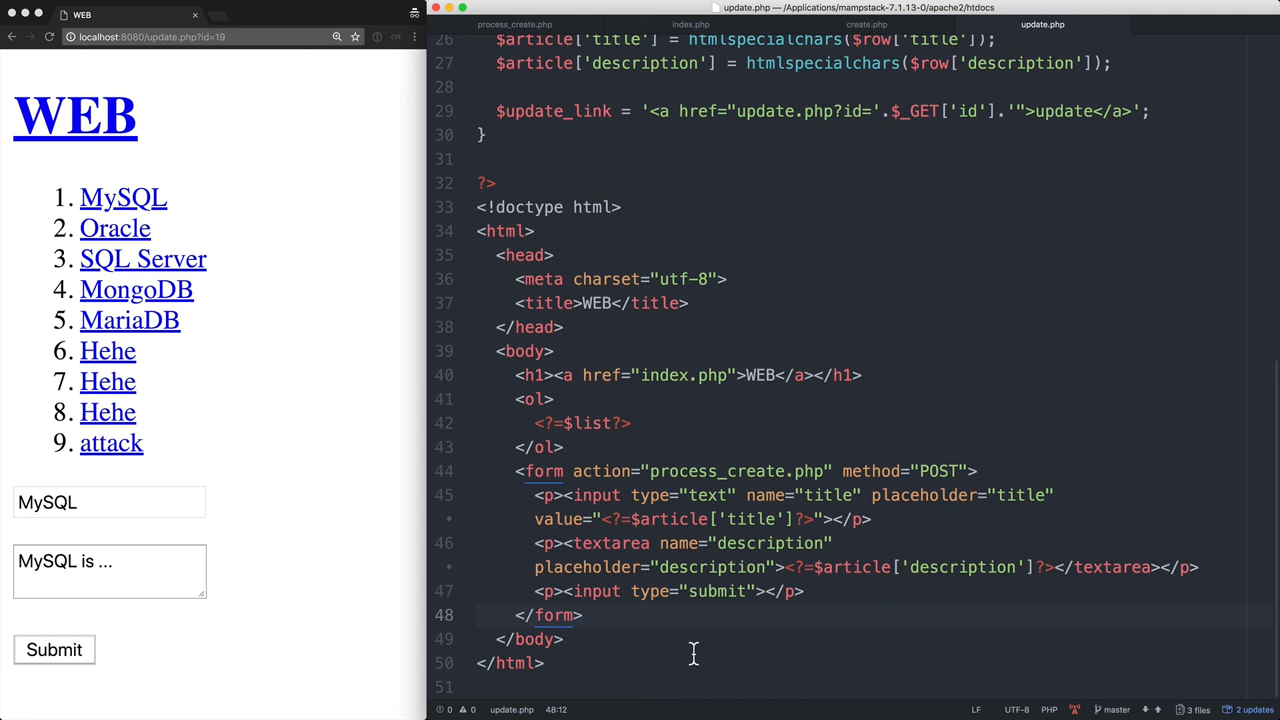 WEB
localhost:8080/update.php?id=19
WEB
1. MySQL
2. Oracle
3. SQL Server
4. MongoDB
5. MariaDB
6. Hehe
7. Hehe
8. Hehe
9. attack
MySQL
MySQL is ...
Submit
update.php — /Applications/mampstack-7.1.13-0/apache2/htdocs
process_create.php index.php create.php update.php
26 $article['title'] = htmlspecialchars($row['title']);
27 $article['description'] = htmlspecialchars($row['description']);
28
29 $update_link = '<a href="update.php?id='.$_GET['id'].'">update</a>';
30 }
31
32 ?>
33 <!doctype html>
34 <html>
35 <head>
36 <meta charset="utf-8">
37 <title>WEB</title>
38 </head>
39 <body>
40 <h1><a href="index.php">WEB</a></h1>
41 <ol>
42 <?=$list?>
43 </ol>
44 <form action="process_create.php" method="POST">
45 <p><input type="text" name="title" placeholder="title"
• value="<?=$article['title']?>"></p>
46 <p><textarea name="description"
• placeholder="description"><?=$article['description']?></textarea></p>
47 <p><input type="submit"></p>
48 </form>
49 </body>
50 </html>
51
0 0 update.php 48:12 LF UTF-8 PHP master 3 files 2 updates